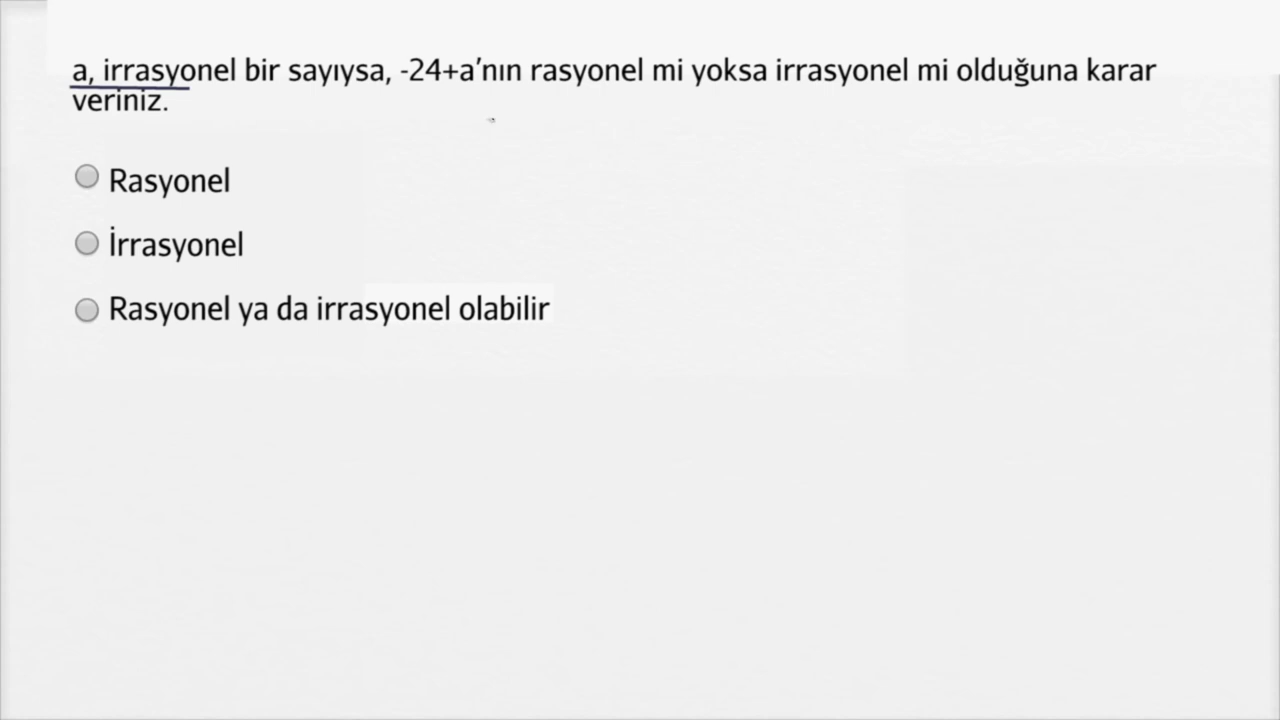 a, irrasyonel bir sayıysa, -24+a'nın rasyonel mi yoksa irrasyonel mi olduğuna karar
veriniz.
Rasyonel
İrrasyonel
Rasyonel ya da irrasyonel olabilir